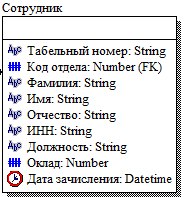 Сотрудник
Табельный номер: String
Код отдела: Number (FK)
Фамилия: String
Имя: String
Отчество: String
ИНН: String
Должность: String
Оклад: Number
Дата зачисления: Datetime